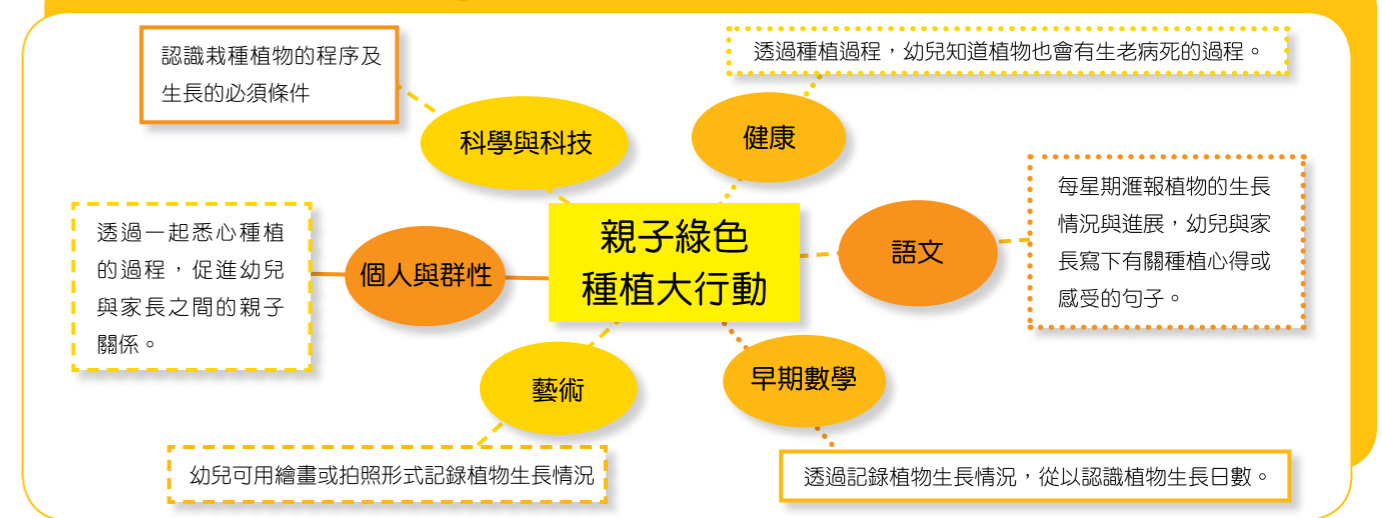 認識栽種植物的程序及
生長的必須條件
科學與科技
透過種植過程，幼兒知道植物也會有生老病死的過程。
健康
親子綠色
種植大行動
透過一起悉心種植
的過程，促進幼兒
與家長之間的親子
關係。
個人與群性
語文
每星期滙報植物的生長
情況與進展，幼兒與家
長寫下有關種植心得或
感受的句子。
藝術
幼兒可用繪畫或拍照形式記錄植物生長情況
早期數學
透過記錄植物生長情況，從以認識植物生長日數。